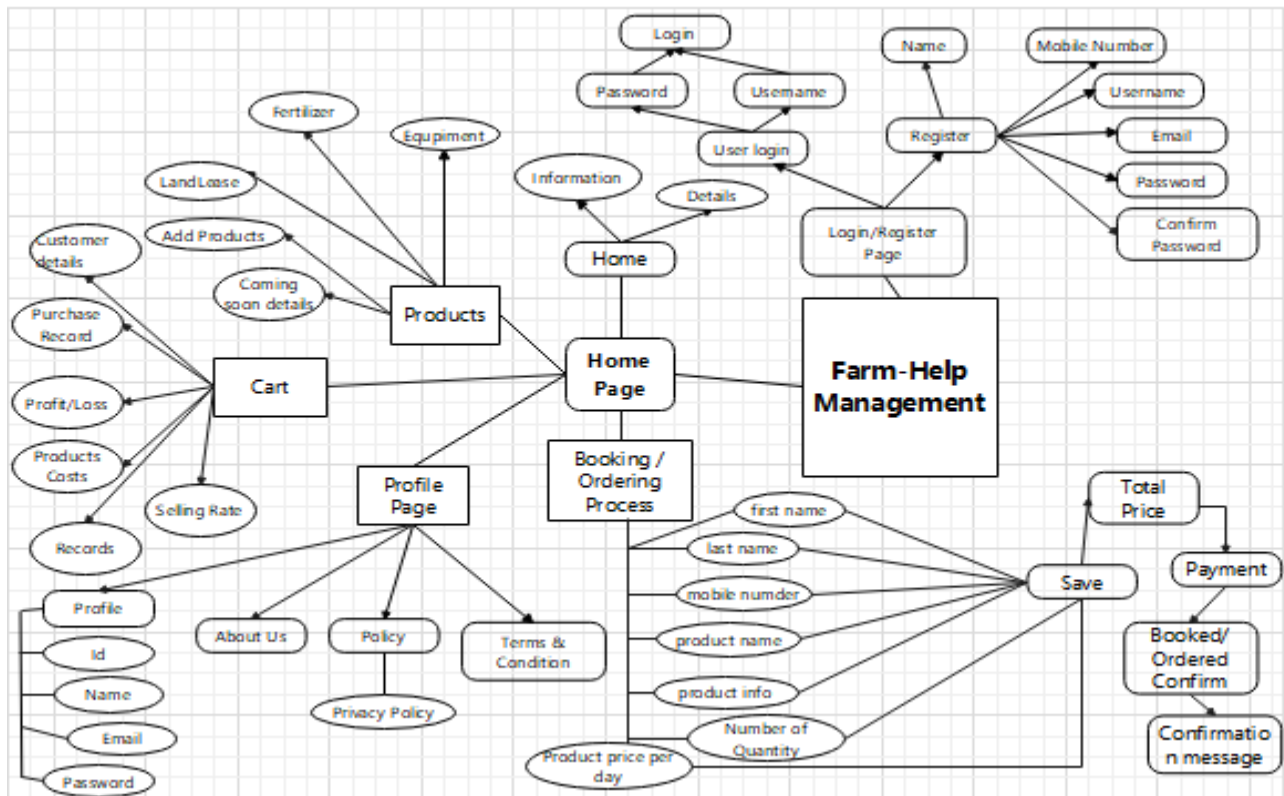 Login
Name
Mobile Number
Password
Username
Username
Fertilizer
Equpiment
Register
Email
User login
LandLease
Information
Details
Password
Add Products
Login/Register
Page
Confirm
Password
Customer
details
Home
Coming
soon details
Products
Purchase
Record
Home
Page
Farm-Help
Management
Cart
Profit/Loss
Products
Costs
Booking /
Ordering
Process
Profile
Page
Selling Rate
Total
Price
first name
Records
last name
Payment
Save
mobile numder
Profile
About Us
Policy
Terms &
Condition
product name
Booked/
Ordered
Confirm
Id
Name
product info
Privacy Policy
Email
Number of
Quantity
Confirmatio
n message
Product price per
day
Password